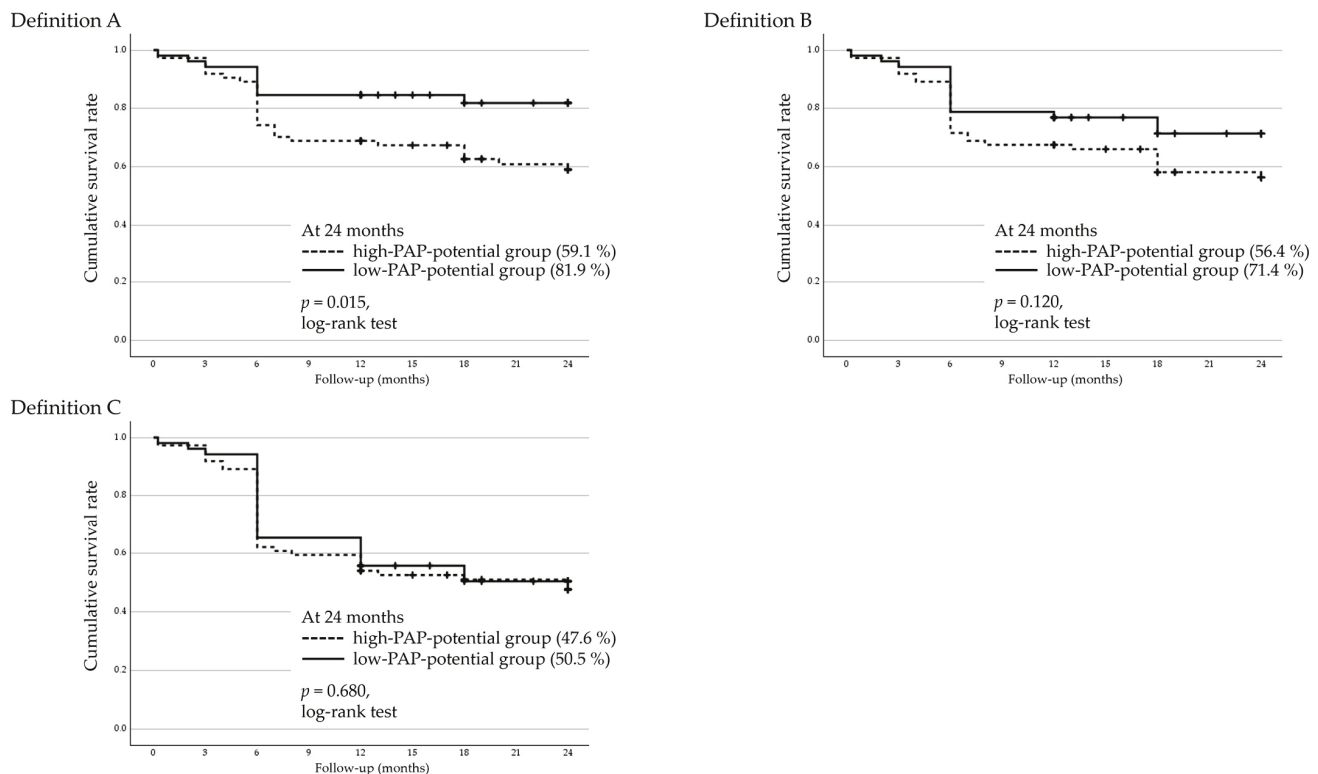 Definition A
Cumulative survival rate
1.0
0.8
0.6
0.4
0.2
0.0
At 24 months
high-PAP-potential group (59.1 %)
low-PAP-potential group (81.9 %)
p = 0.015,
log-rank test
0 3 6 9 12 15 18 21 24
Follow-up (months)
Definition B
Cumulative survival rate
1.0
0.8
0.6
0.4
0.2
0.0
At 24 months
high-PAP-potential group (56.4 %)
low-PAP-potential group (71.4 %)
p = 0.120,
log-rank test
0 3 6 9 12 15 18 21 24
Follow-up (months)
Definition C
Cumulative survival rate
1.0
0.8
0.6
0.4
0.2
0.0
At 24 months
high-PAP-potential group (47.6 %)
low-PAP-potential group (50.5 %)
p = 0.680,
log-rank test
0 3 6 9 12 15 18 21 24
Follow-up (months)